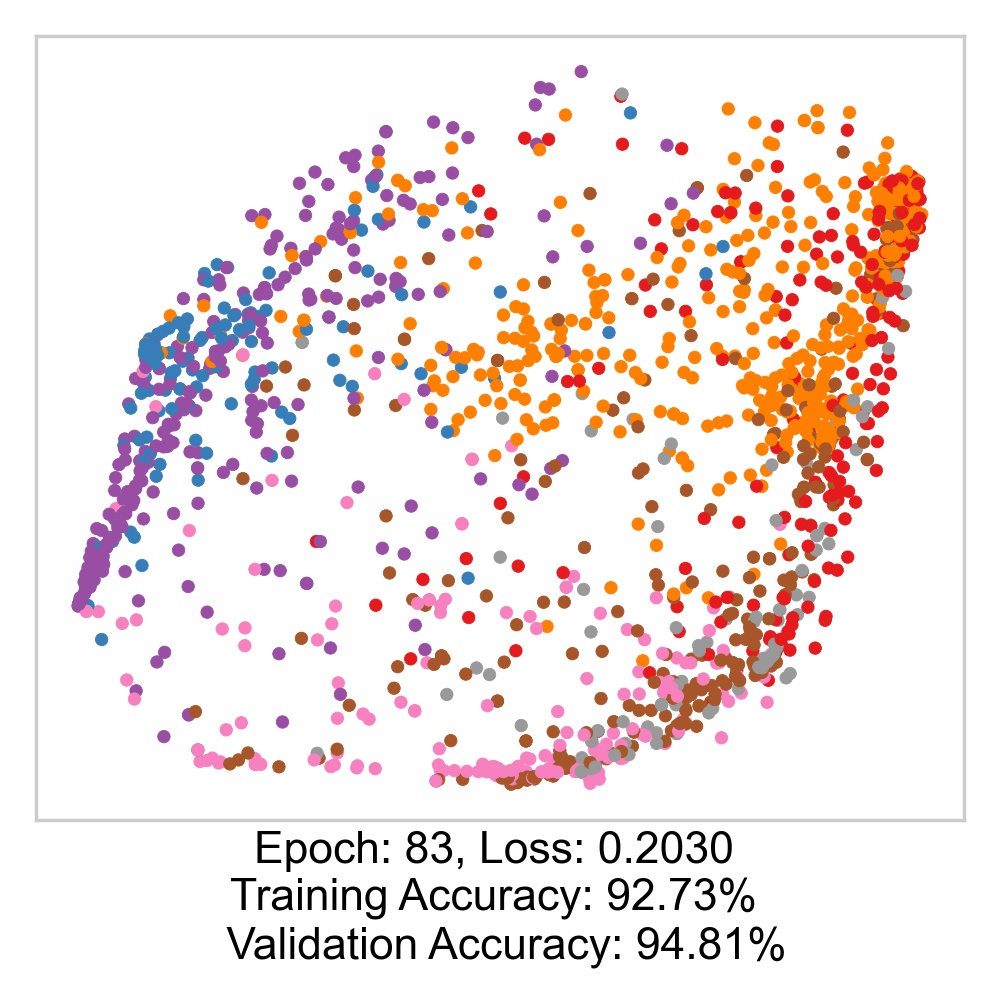 Epoch: 83, Loss: 0.2030
Training Accuracy: 92.73%
Validation Accuracy: 94.81%